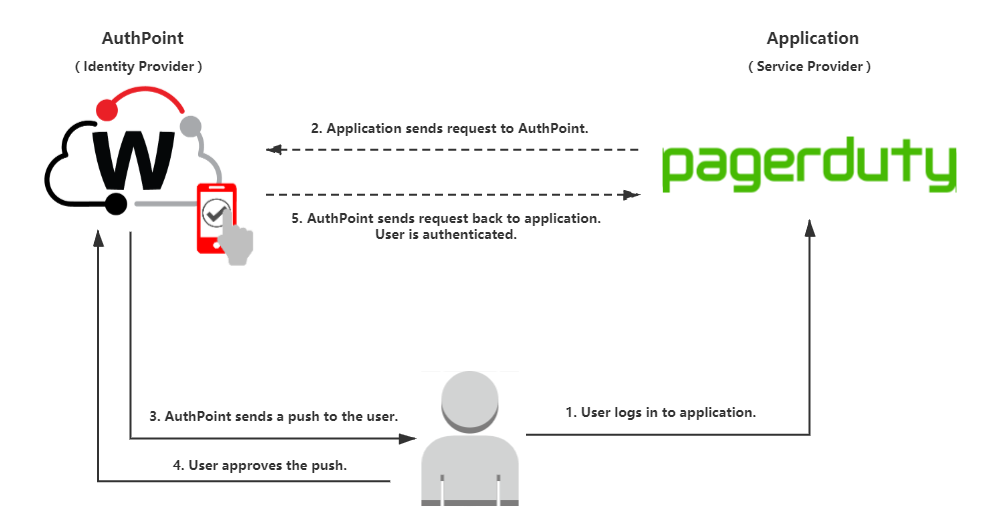 AuthPoint
( Identity Provider )
Application
( Service Provider )
W
2. Application sends request to AuthPoint.
pagerduty
5. AuthPoint sends request back to application.
User is authenticated.
3. AuthPoint sends a push to the user.
1. User logs in to application.
4. User approves the push.